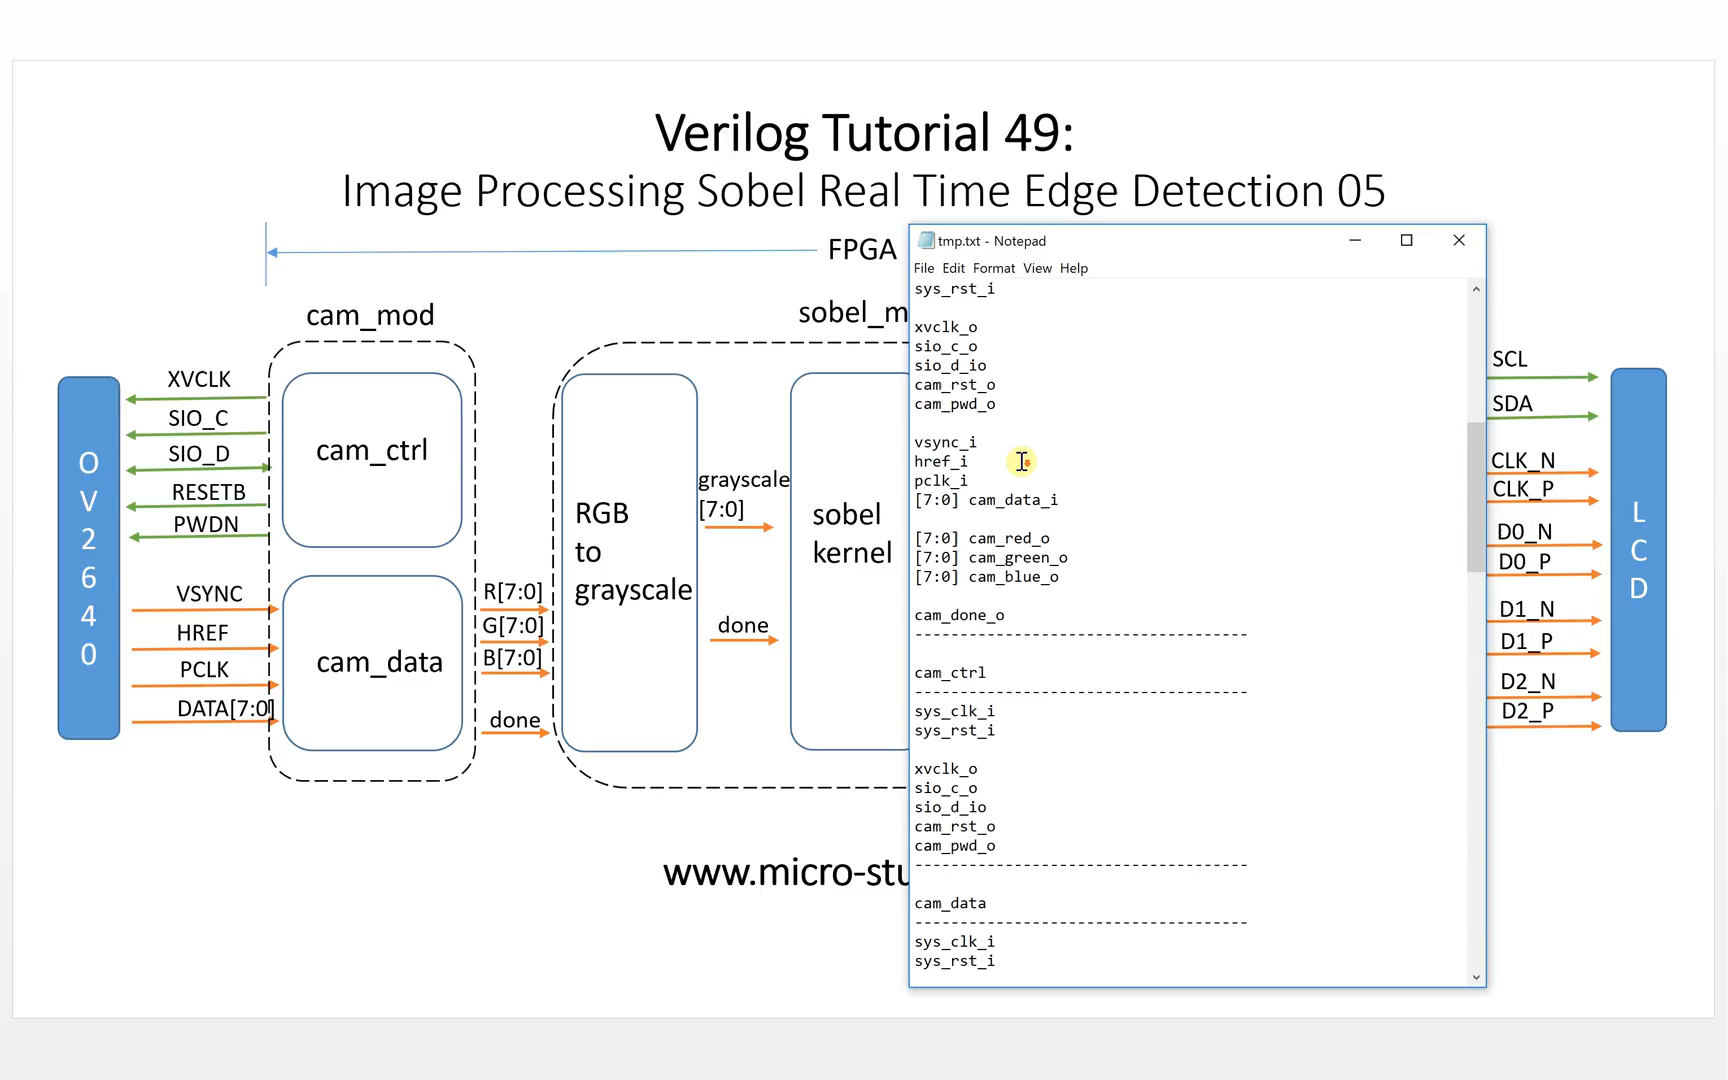 Verilog Tutorial 49:
Image Processing Sobel Real Time Edge Detection 05
FPGA
cam_mod
sobel_m
OV2640
XVCLK
SIO_C
SIO_D
RESETB
PWDN
VSYNC
HREF
PCLK
DATA[7:0]
cam_ctrl
cam_data
R[7:0]
G[7:0]
B[7:0]
done
RGB
to
grayscale
grayscale
[7:0]
done
sobel
kernel
www.micro-stu
tmp.txt - Notepad
File Edit Format View Help
sys_rst_i
xvclk_o
sio_c_o
sio_d_io
cam_rst_o
cam_pwd_o
vsync_i
href_i
pclk_i
[7:0] cam_data_i
[7:0] cam_red_o
[7:0] cam_green_o
[7:0] cam_blue_o
cam_done_o
-------------------------------------
cam_ctrl
-------------------------------------
sys_clk_i
sys_rst_i
xvclk_o
sio_c_o
sio_d_io
cam_rst_o
cam_pwd_o
-------------------------------------
cam_data
-------------------------------------
sys_clk_i
sys_rst_i
SCL
SDA
CLK_N
CLK_P
D0_N
D0_P
D1_N
D1_P
D2_N
D2_P
LCD